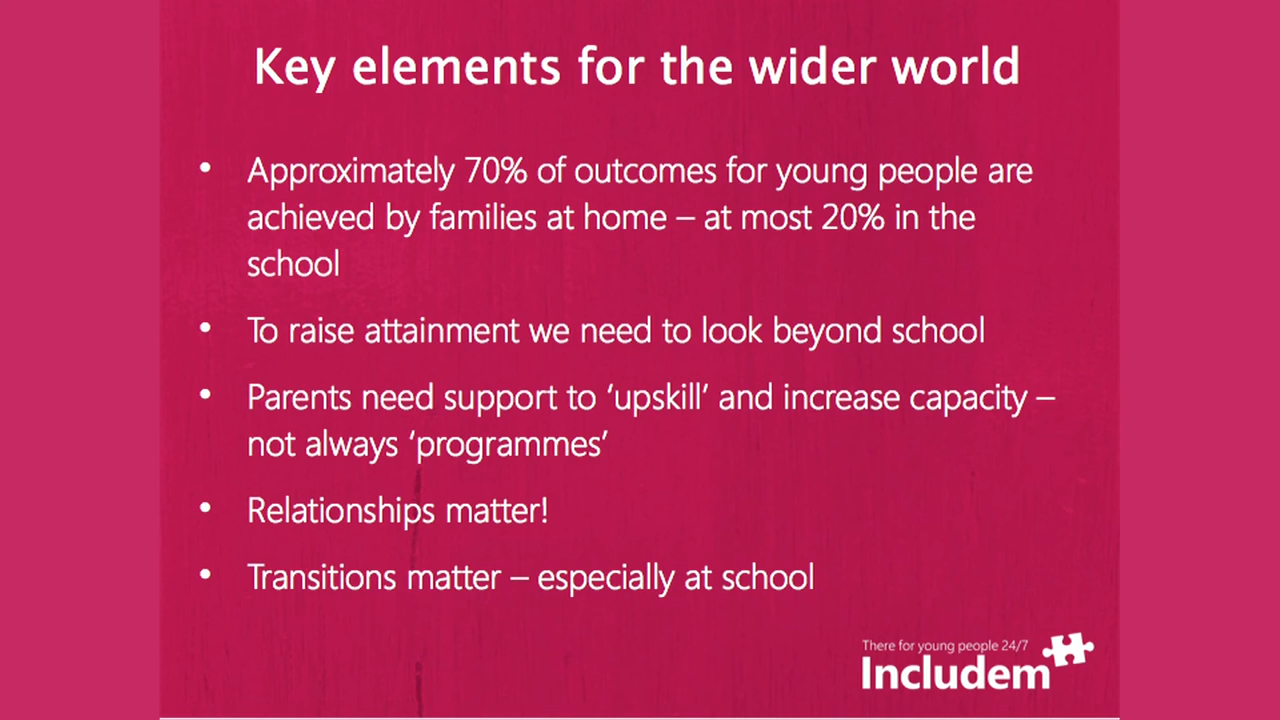 Key elements for the wider world
• Approximately 70% of outcomes for young people are
achieved by families at home – at most 20% in the
school
• To raise attainment we need to look beyond school
• Parents need support to ‘upskill’ and increase capacity –
not always ‘programmes’
• Relationships matter!
• Transitions matter – especially at school
There for young people 24/7
Includem